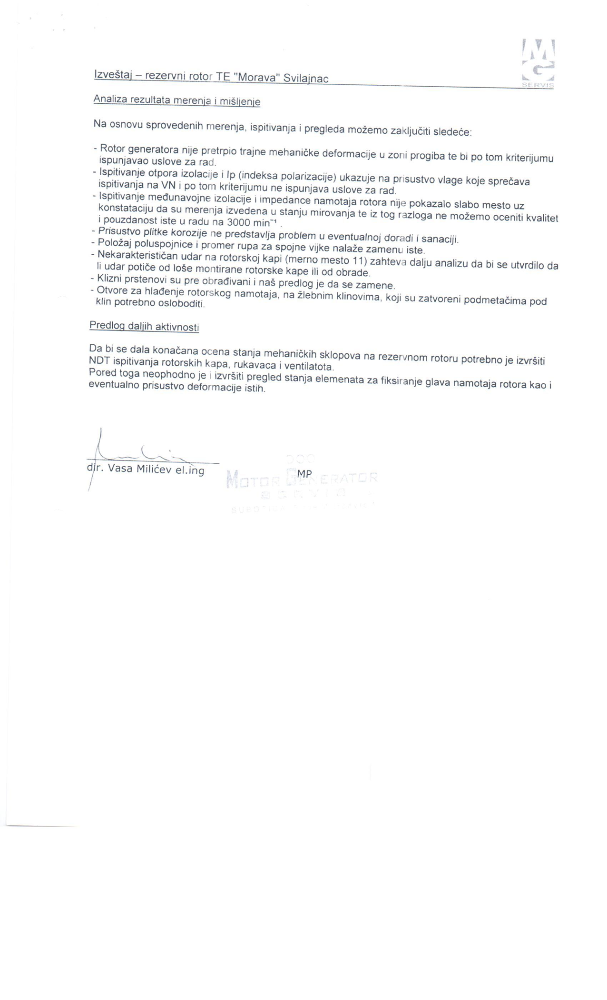 MG
SERVIS
Izveštaj – rezervni rotor TE "Morava" Svilajnac
Analiza rezultata merenja i mišljenje
Na osnovu sprovedenih merenja, ispitivanja i pregleda možemo zaključiti sledeće:
- Rotor generatora nije pretrpio trajne mehaničke deformacije u zoni progiba te bi po tom kriterijumu
ispunjavao uslove za rad.
- Ispitivanje otpora izolacije i Ip (indeksa polarizacije) ukazuje na prisustvo vlage koje sprečava
ispitivanja na VN i po tom kriterijumu ne ispunjava uslove za rad.
- Ispitivanje međunavojne izolacije i impedance namotaja rotora nije pokazalo slabo mesto uz
konstataciju da su merenja izvedena u stanju mirovanja te iz tog razloga ne možemo oceniti kvalitet
i pouzdanost iste u radu na 3000 min⁻¹ .
- Prisustvo plitke korozije ne predstavlja problem u eventualnoj doradi i sanaciji.
- Položaj poluspojnice i promer rupa za spojne vijke nalaže zamenu iste.
- Nekarakterističan udar na rotorskoj kapi (merno mesto 11) zahteva dalju analizu da bi se utvrdilo da
li udar potiče od loše montirane rotorske kape ili od obrade.
- Klizni prstenovi su pre obrađivani i naš predlog je da se zamene.
- Otvore za hlađenje rotorskog namotaja, na žlebnim klinovima, koji su zatvoreni podmetačima pod
klin potrebno osloboditi.
Predlog daljih aktivnosti
Da bi se dala konačana ocena stanja mehaničkih sklopova na rezervnom rotoru potrebno je izvršiti
NDT ispitivanja rotorskih kapa, rukavaca i ventilatota.
Pored toga neophodno je i izvršiti pregled stanja elemenata za fiksiranje glava namotaja rotora kao i
eventualno prisustvo deformacije istih.
dir. Vasa Milićev el.ing
MP
DOO
MOTOR GENERATOR
SERVIS